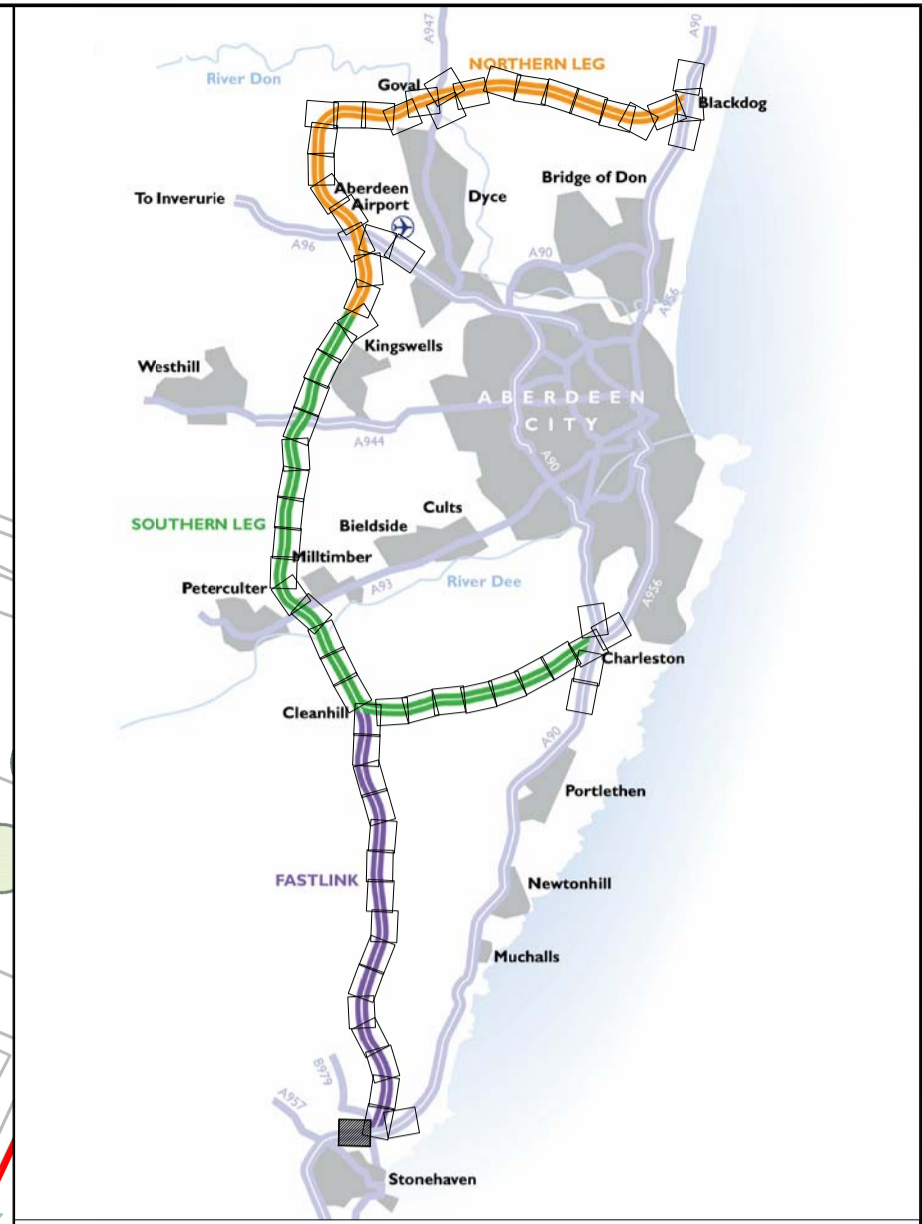 A947
A90
NORTHERN LEG
River Don
Goval
Blackdog
Aberdeen
Airport
Bridge of Don
To Inverurie
Dyce
A96
A90
A956
Kingswells
Westhill
ABERDEEN
CITY
A944
A90
Cults
SOUTHERN LEG
Bieldside
Milltimber
Peterculter
A93
River Dee
A956
Charleston
Cleanhill
A90
Portlethen
FASTLINK
Newtonhill
Muchalls
B979
A957
Stonehaven